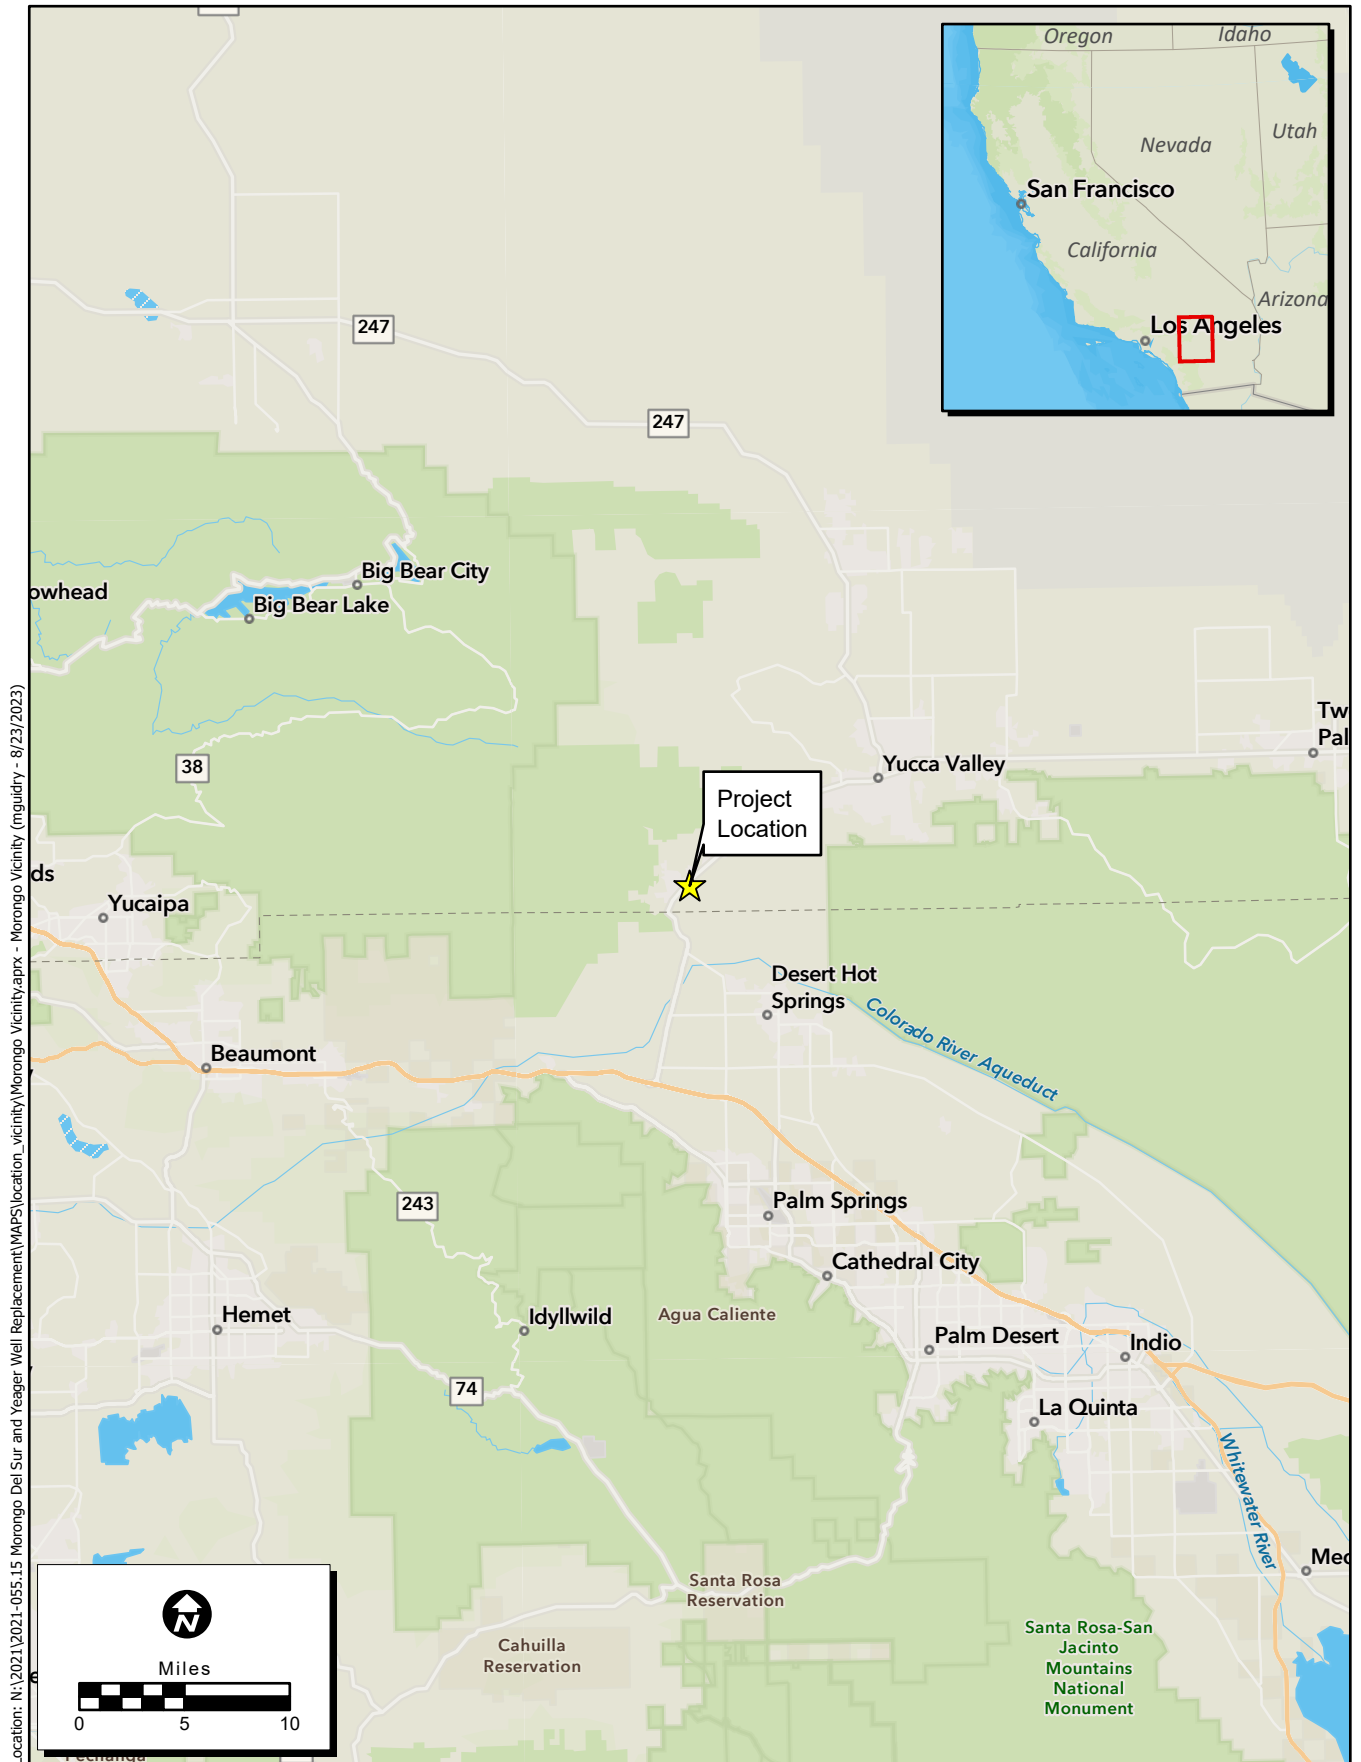 Oregon
Idaho
Nevada
Utah
San Francisco
California
Arizona
Los Angeles
247
247
Big Bear City
owhead
Big Bear Lake
Tw
Pal
38
Yucca Valley
Project
Location
ds
Yucaipa
Desert Hot
Springs
Colorado River Aqueduct
Beaumont
243
Palm Springs
Cathedral City
Hemet
Idyllwild
Agua Caliente
Palm Desert
Indio
74
La Quinta
Whitewater River
Mec
Santa Rosa
Reservation
Cahuilla
Reservation
Santa Rosa-San
Jacinto
Mountains
National
Monument
N
Miles
0 5 10
ocation: N:\2021\2021-055.15 Morongo Del Sur and Yeager Well Replacement\MAPS\location_vicinity\Morongo Vicinity.aprx - Morongo Vicinity (mguidry - 8/23/2023)